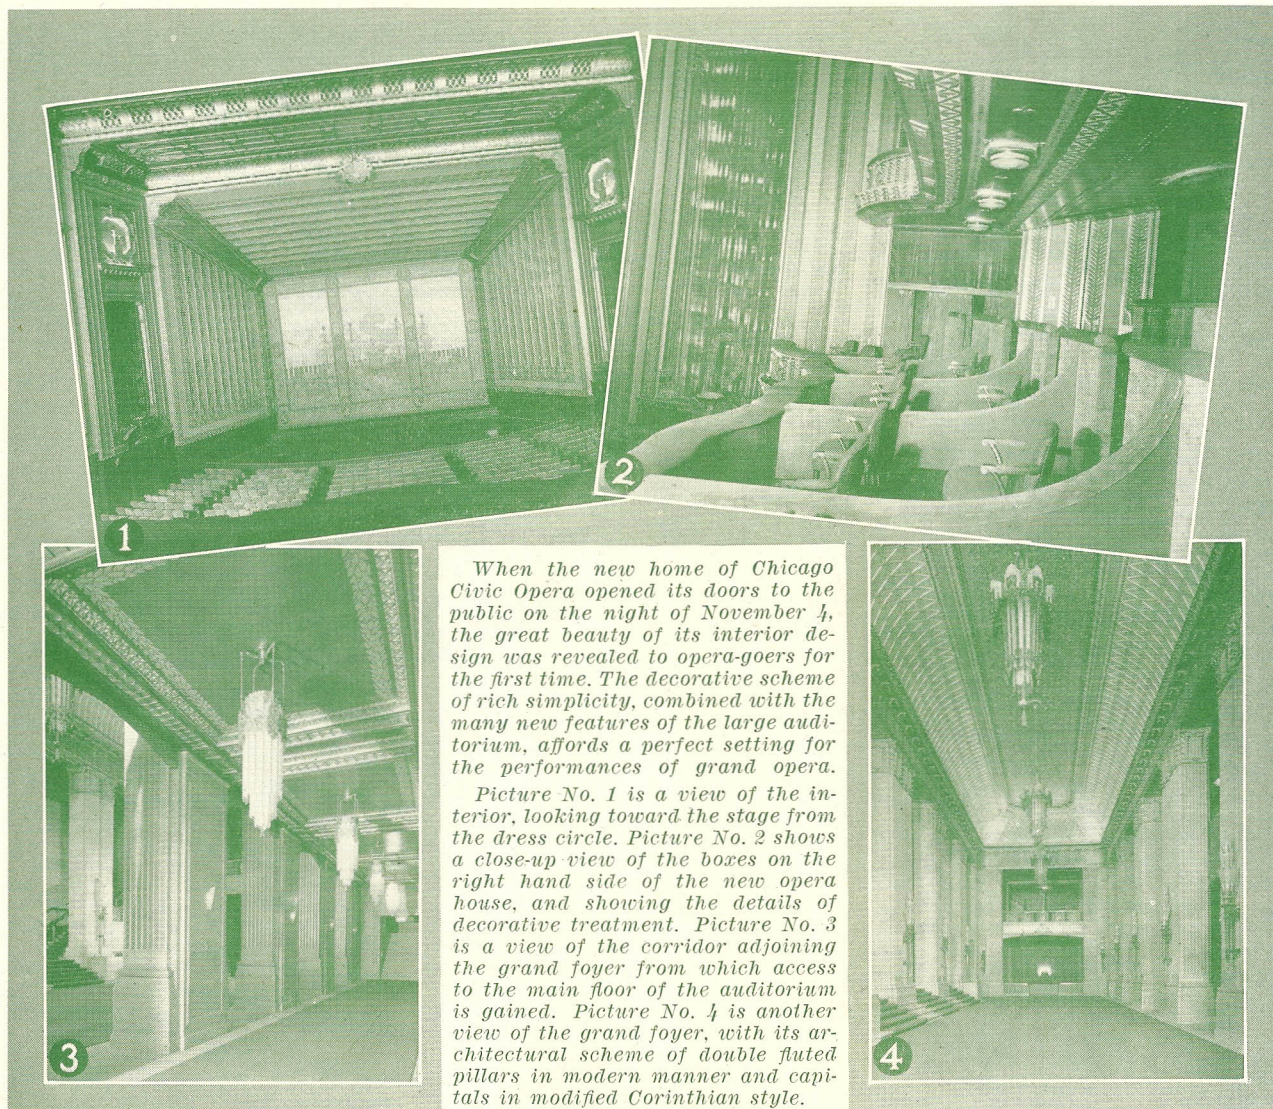 1
2
When the new home of Chicago
Civic Opera opened its doors to the
public on the night of November 4,
the great beauty of its interior de-
sign was revealed to opera-goers for
the first time. The decorative scheme
of rich simplicity, combined with the
many new features of the large audi-
torium, affords a perfect setting for
the performances of grand opera.
Picture No. 1 is a view of the in-
terior, looking toward the stage from
the dress circle. Picture No. 2 shows
a close-up view of the boxes on the
right hand side of the new opera
house, and showing the details of
decorative treatment. Picture No. 3
is a view of the corridor adjoining
the grand foyer from which access
to the main floor of the auditorium
is gained. Picture No. 4 is another
view of the grand foyer, with its ar-
chitectural scheme of double fluted
pillars in modern manner and capi-
tals in modified Corinthian style.
3
4